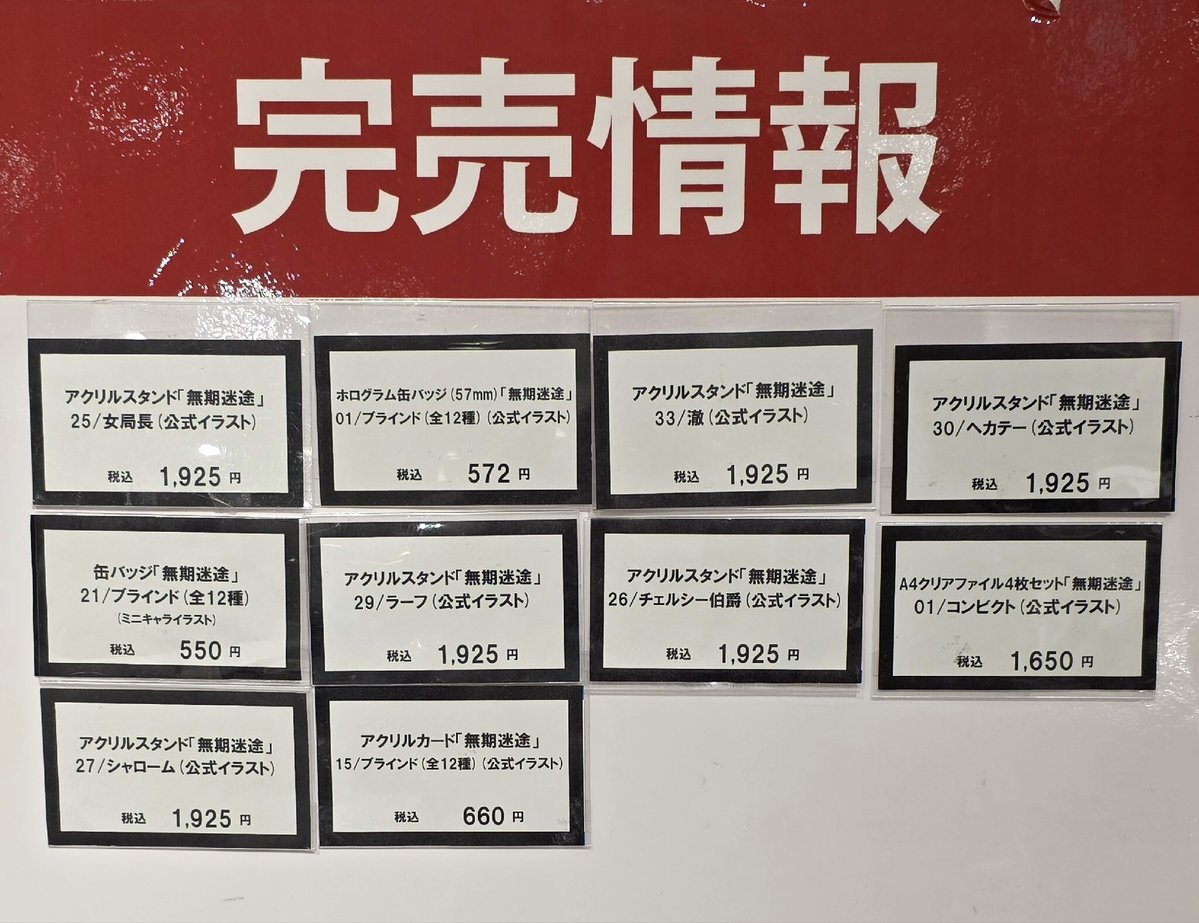 完売情報
アクリルスタンド「無期迷途」
25/女局長(公式イラスト)
税込 1,925 円
ホログラム缶バッジ(57mm)「無期迷途」
01/ブラインド(全12種)(公式イラスト)
税込 572 円
アクリルスタンド「無期迷途」
33/澈(公式イラスト)
税込 1,925 円
アクリルスタンド「無期迷途」
30/ヘカテー(公式イラスト)
税込 1,925 円
缶バッジ「無期迷途」
21/ブラインド(全12種)
(ミニキャライラスト)
税込 550 円
アクリルスタンド「無期迷途」
29/ラーフ(公式イラスト)
税込 1,925 円
アクリルスタンド「無期迷途」
26/チェルシー伯爵(公式イラスト)
税込 1,925 円
A4クリアファイル4枚セット「無期迷途」
01/コンビクト(公式イラスト)
税込 1,650 円
アクリルスタンド「無期迷途」
27/シャローム(公式イラスト)
税込 1,925 円
アクリルカード「無期迷途」
15/ブラインド(全12種)(公式イラスト)
税込 660 円